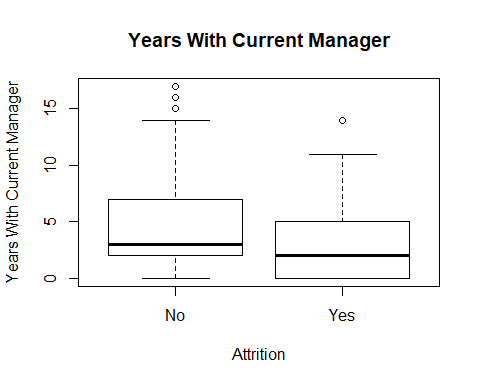 Years With Current Manager
Years With Current Manager
15
10
5
0
No Yes
Attrition